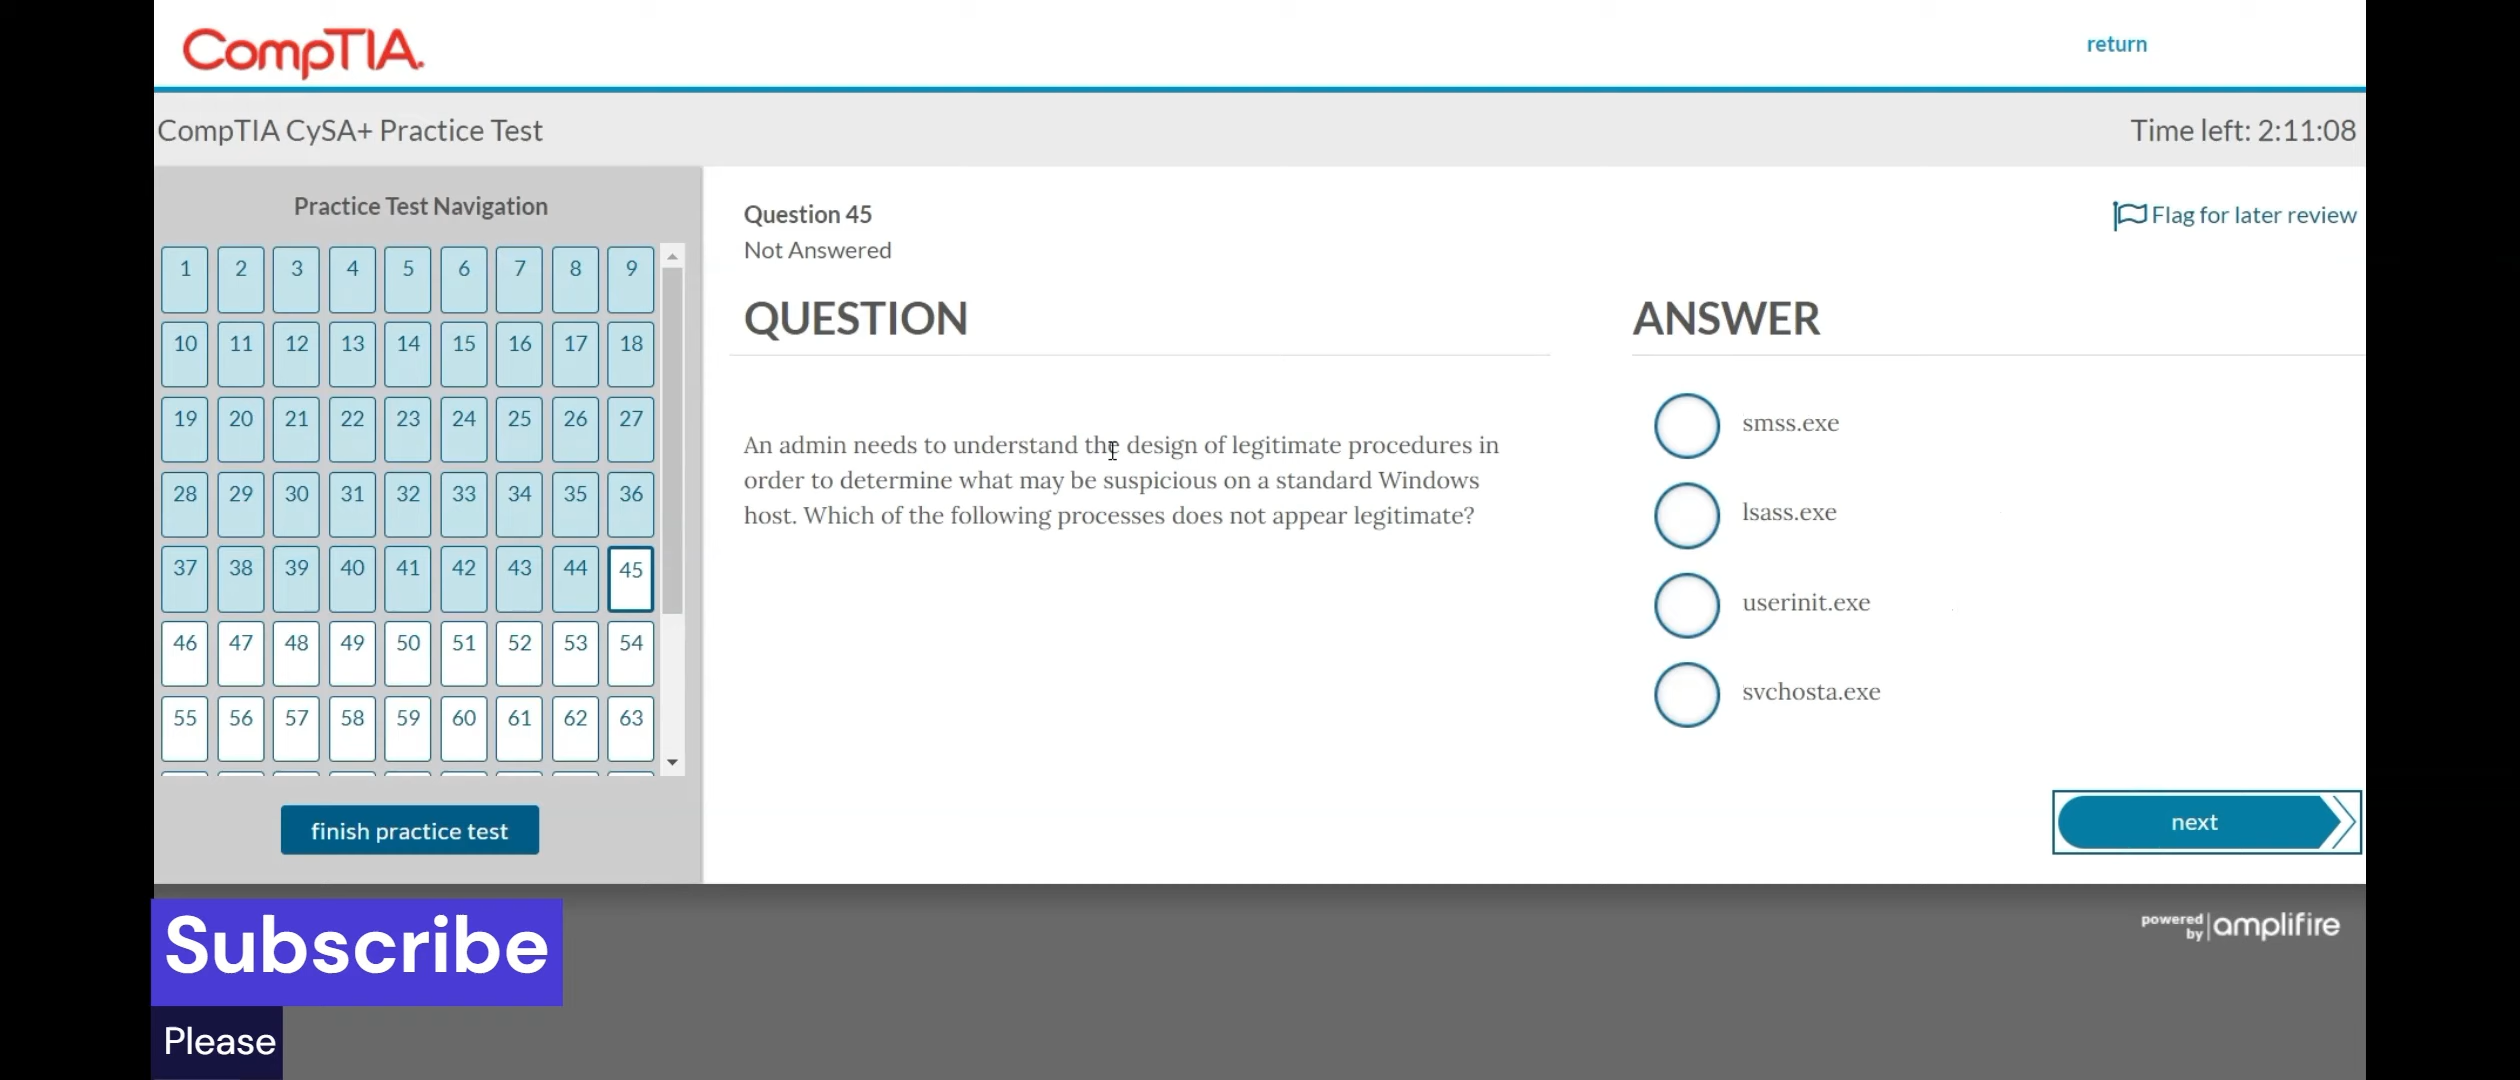 CompTIA.
return
CompTIA CySA+ Practice Test
Time left: 2:11:08
Practice Test Navigation
1 2 3 4 5 6 7 8 9
10 11 12 13 14 15 16 17 18
19 20 21 22 23 24 25 26 27
28 29 30 31 32 33 34 35 36
37 38 39 40 41 42 43 44 45
46 47 48 49 50 51 52 53 54
55 56 57 58 59 60 61 62 63
finish practice test
Question 45
Not Answered
Flag for later review
QUESTION
An admin needs to understand the design of legitimate procedures in
order to determine what may be suspicious on a standard Windows
host. Which of the following processes does not appear legitimate?
ANSWER
smss.exe
lsass.exe
userinit.exe
svchosta.exe
next
powered
by
amplifire
Subscribe
Please